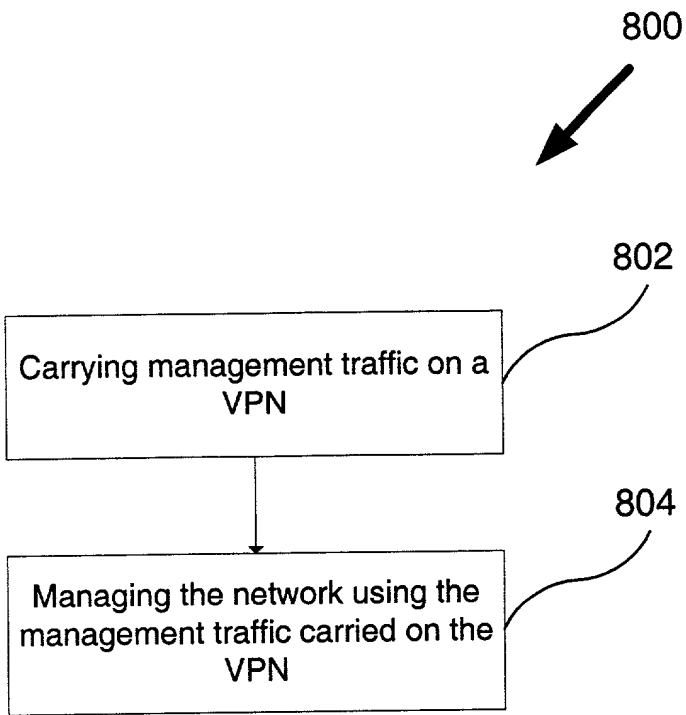 800
802
Carrying management traffic on a
VPN
804
Managing the network using the
management traffic carried on the
VPN